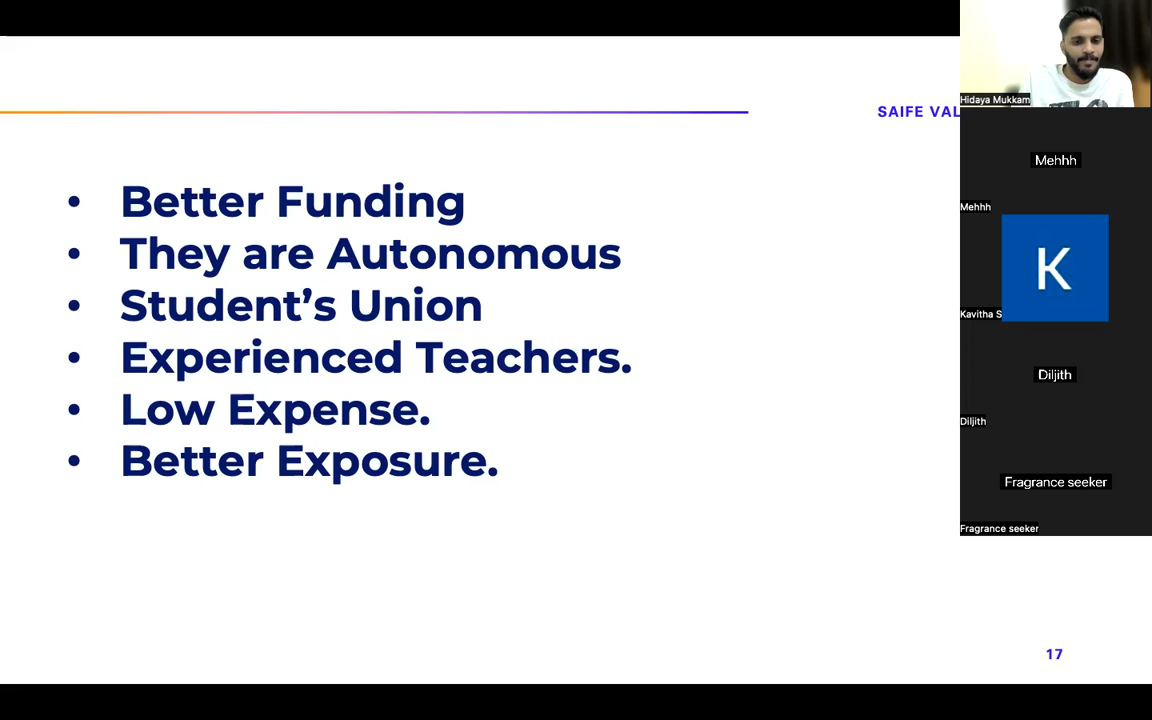 SAIFE VAL
• Better Funding
• They are Autonomous
• Student’s Union
• Experienced Teachers.
• Low Expense.
• Better Exposure.
17
Hidaya Mukkam
Mehhh
Mehhh
K
Kavitha S
Diljith
Diljith
Fragrance seeker
Fragrance seeker